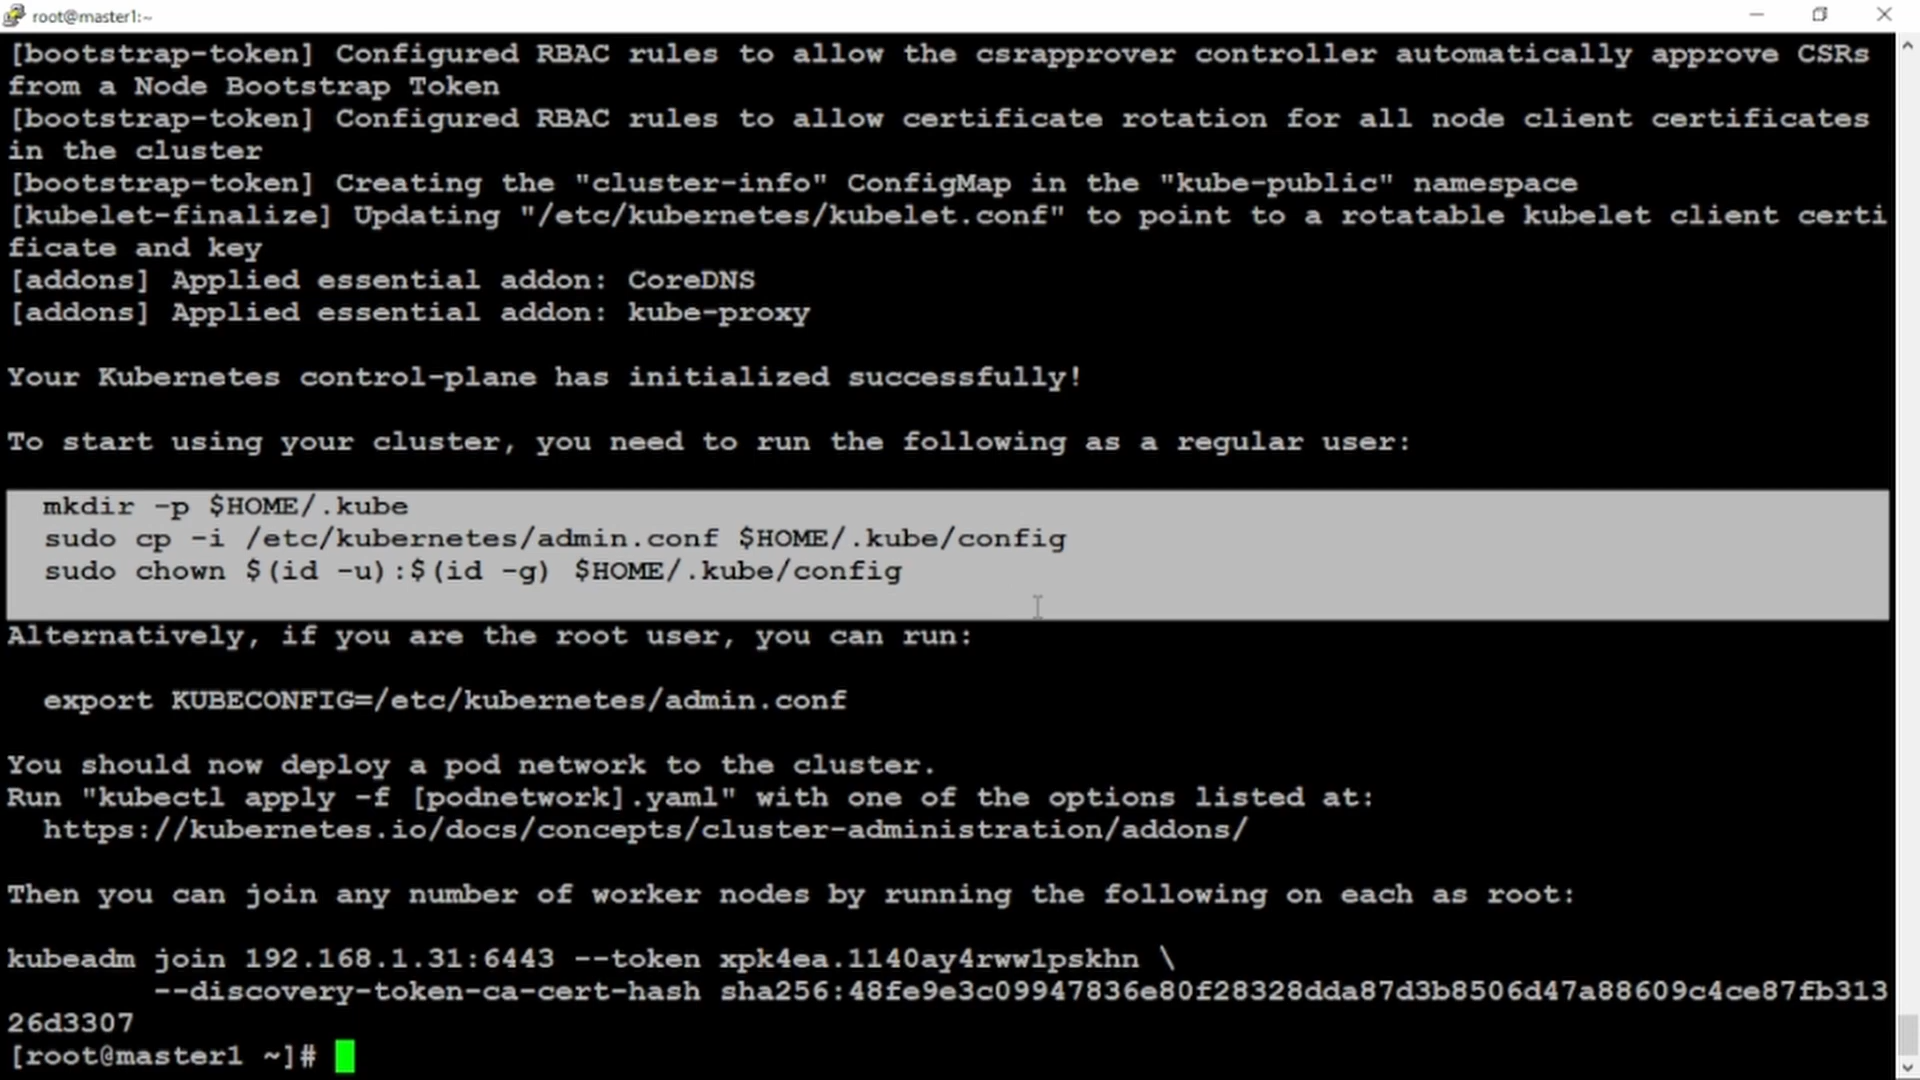 root@master1:~
[bootstrap-token] Configured RBAC rules to allow the csrapprover controller automatically approve CSRs
from a Node Bootstrap Token
[bootstrap-token] Configured RBAC rules to allow certificate rotation for all node client certificates
in the cluster
[bootstrap-token] Creating the "cluster-info" ConfigMap in the "kube-public" namespace
[kubelet-finalize] Updating "/etc/kubernetes/kubelet.conf" to point to a rotatable kubelet client certi
ficate and key
[addons] Applied essential addon: CoreDNS
[addons] Applied essential addon: kube-proxy
Your Kubernetes control-plane has initialized successfully!
To start using your cluster, you need to run the following as a regular user:
mkdir -p $HOME/.kube
sudo cp -i /etc/kubernetes/admin.conf $HOME/.kube/config
sudo chown $(id -u):$(id -g) $HOME/.kube/config
Alternatively, if you are the root user, you can run:
export KUBECONFIG=/etc/kubernetes/admin.conf
You should now deploy a pod network to the cluster.
Run "kubectl apply -f [podnetwork].yaml" with one of the options listed at:
https://kubernetes.io/docs/concepts/cluster-administration/addons/
Then you can join any number of worker nodes by running the following on each as root:
kubeadm join 192.168.1.31:6443 --token xpk4ea.1140ay4rww1pskhn \
--discovery-token-ca-cert-hash sha256:48fe9e3c09947836e80f28328dda87d3b8506d47a88609c4ce87fb313
26d3307
[root@master1 ~]#